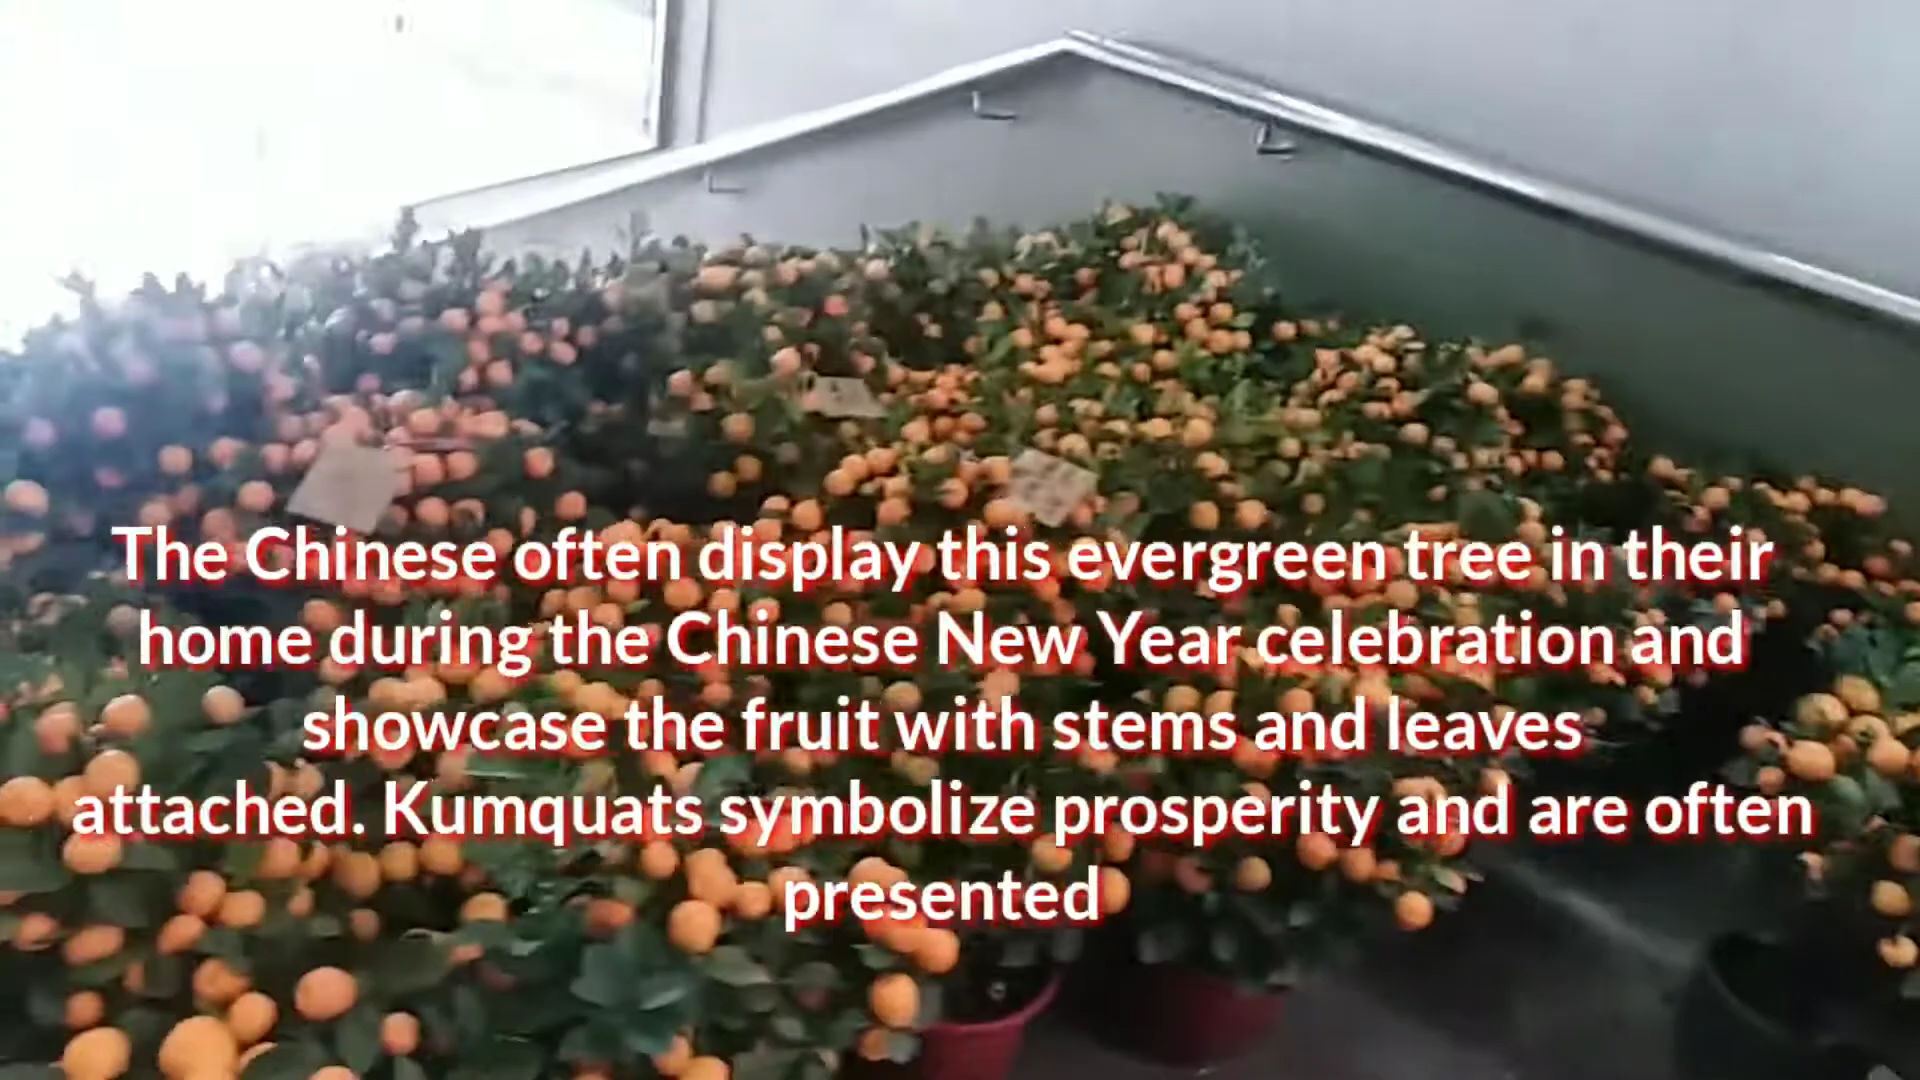 The Chinese often display this evergreen tree in their
home during the Chinese New Year celebration and
showcase the fruit with stems and leaves
attached. Kumquats symbolize prosperity and are often
presented